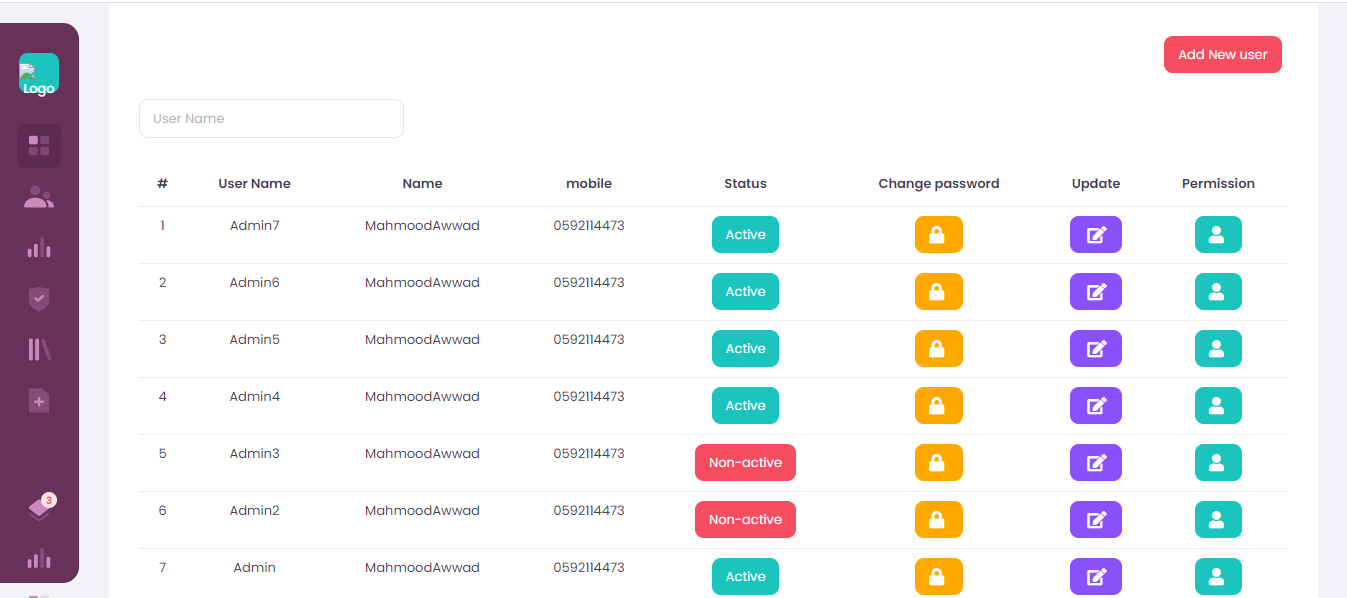 Add New user
Logo
User Name
# User Name Name mobile Status Change password Update Permission
1 Admin7 MahmoodAwwad 0592114473 Active
2 Admin6 MahmoodAwwad 0592114473 Active
3 Admin5 MahmoodAwwad 0592114473 Active
4 Admin4 MahmoodAwwad 0592114473 Active
5 Admin3 MahmoodAwwad 0592114473 Non-active
6 Admin2 MahmoodAwwad 0592114473 Non-active
3
7 Admin MahmoodAwwad 0592114473 Active